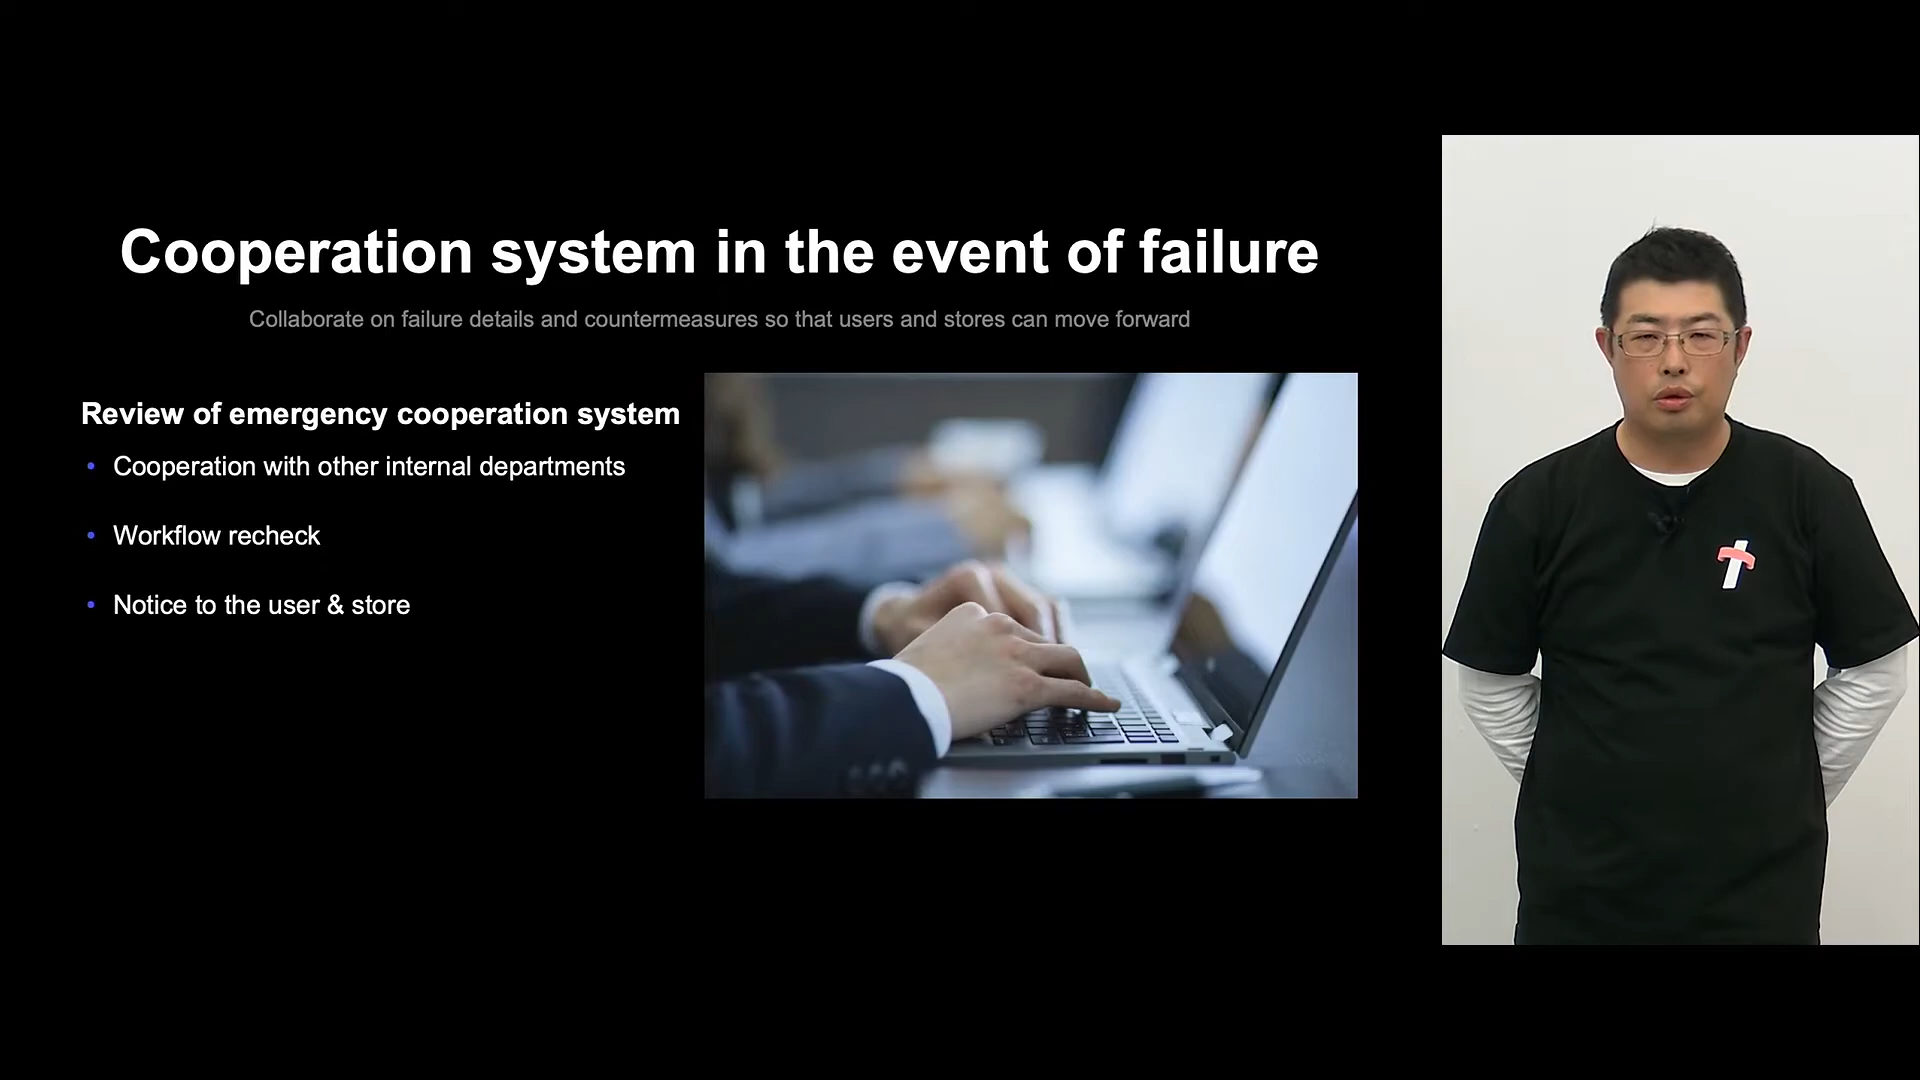 Cooperation system in the event of failure
Collaborate on failure details and countermeasures so that users and stores can move forward
Review of emergency cooperation system
• Cooperation with other internal departments
• Workflow recheck
• Notice to the user & store